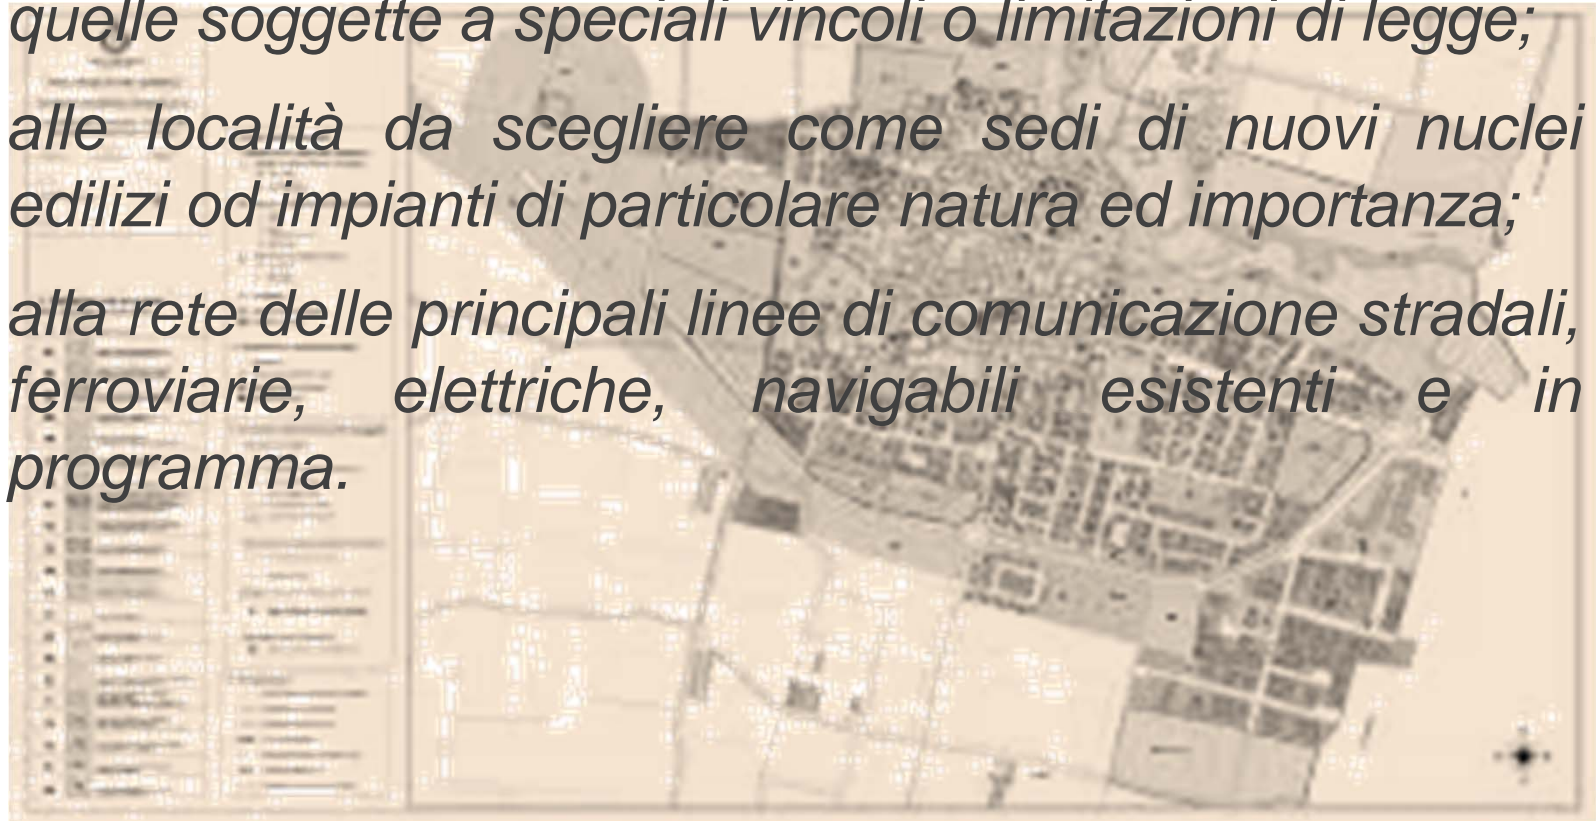 quelle soggette a speciali vincoli o limitazioni di legge;
alle località da scegliere come sedi di nuovi nuclei
edilizi od impianti di particolare natura ed importanza;
alla rete delle principali linee di comunicazione stradali,
ferroviarie, elettriche, navigabili esistenti e in
programma.